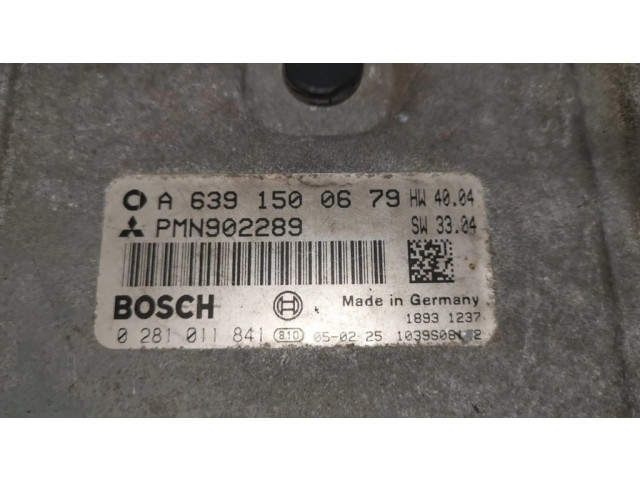 A 639 150 06 79 HW 40.04
PMN902289 SW 33.04
BOSCH Made in Germany
1893 1237
0 281 011 841 810 05-02-25